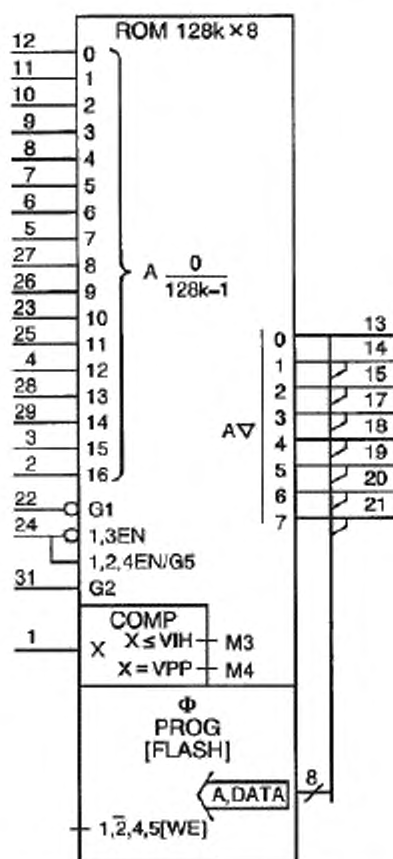 ROM 128k×8
12 0
11 1
10 2
9 3
8 4
7 5
6 6
5 7
27 8
26 9
23 10
25 11
4 12
28 13
29 14
3 15
2 16
A 0
128k–1
A▽
0 13
1 14
2 15
3 17
4 18
5 19
6 20
7 21
22 G1
24 1,3EN
1,2,4EN/G5
31 G2
COMP
1 X
X ≤ VIH M3
X = VPP M4
Φ
PROG
[FLASH]
A,DATA 8
1,2̅,4,5[WE]